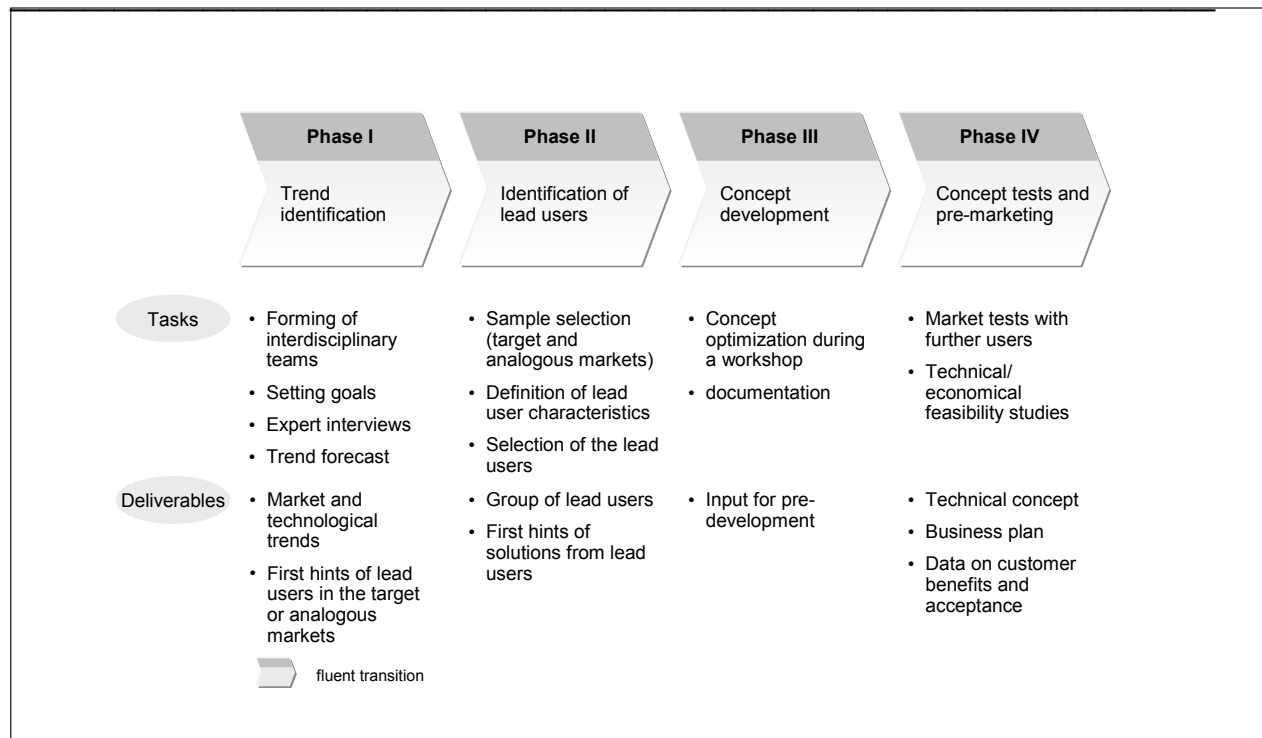 Phase I
Phase II
Phase III
Phase IV
Trend
identification
Identification of
lead users
Concept
development
Concept tests and
pre-marketing
Tasks
• Forming of
interdisciplinary
teams
• Setting goals
• Expert interviews
• Trend forecast
• Sample selection
(target and
analogous markets)
• Definition of lead
user characteristics
• Selection of the lead
users
• Concept
optimization during
a workshop
• documentation
• Market tests with
further users
• Technical/
economical
feasibility studies
Deliverables
• Market and
technological
trends
• First hints of lead
users in the target
or analogous
markets
• Group of lead users
• First hints of
solutions from lead
users
• Input for pre-
development
• Technical concept
• Business plan
• Data on customer
benefits and
acceptance
fluent transition